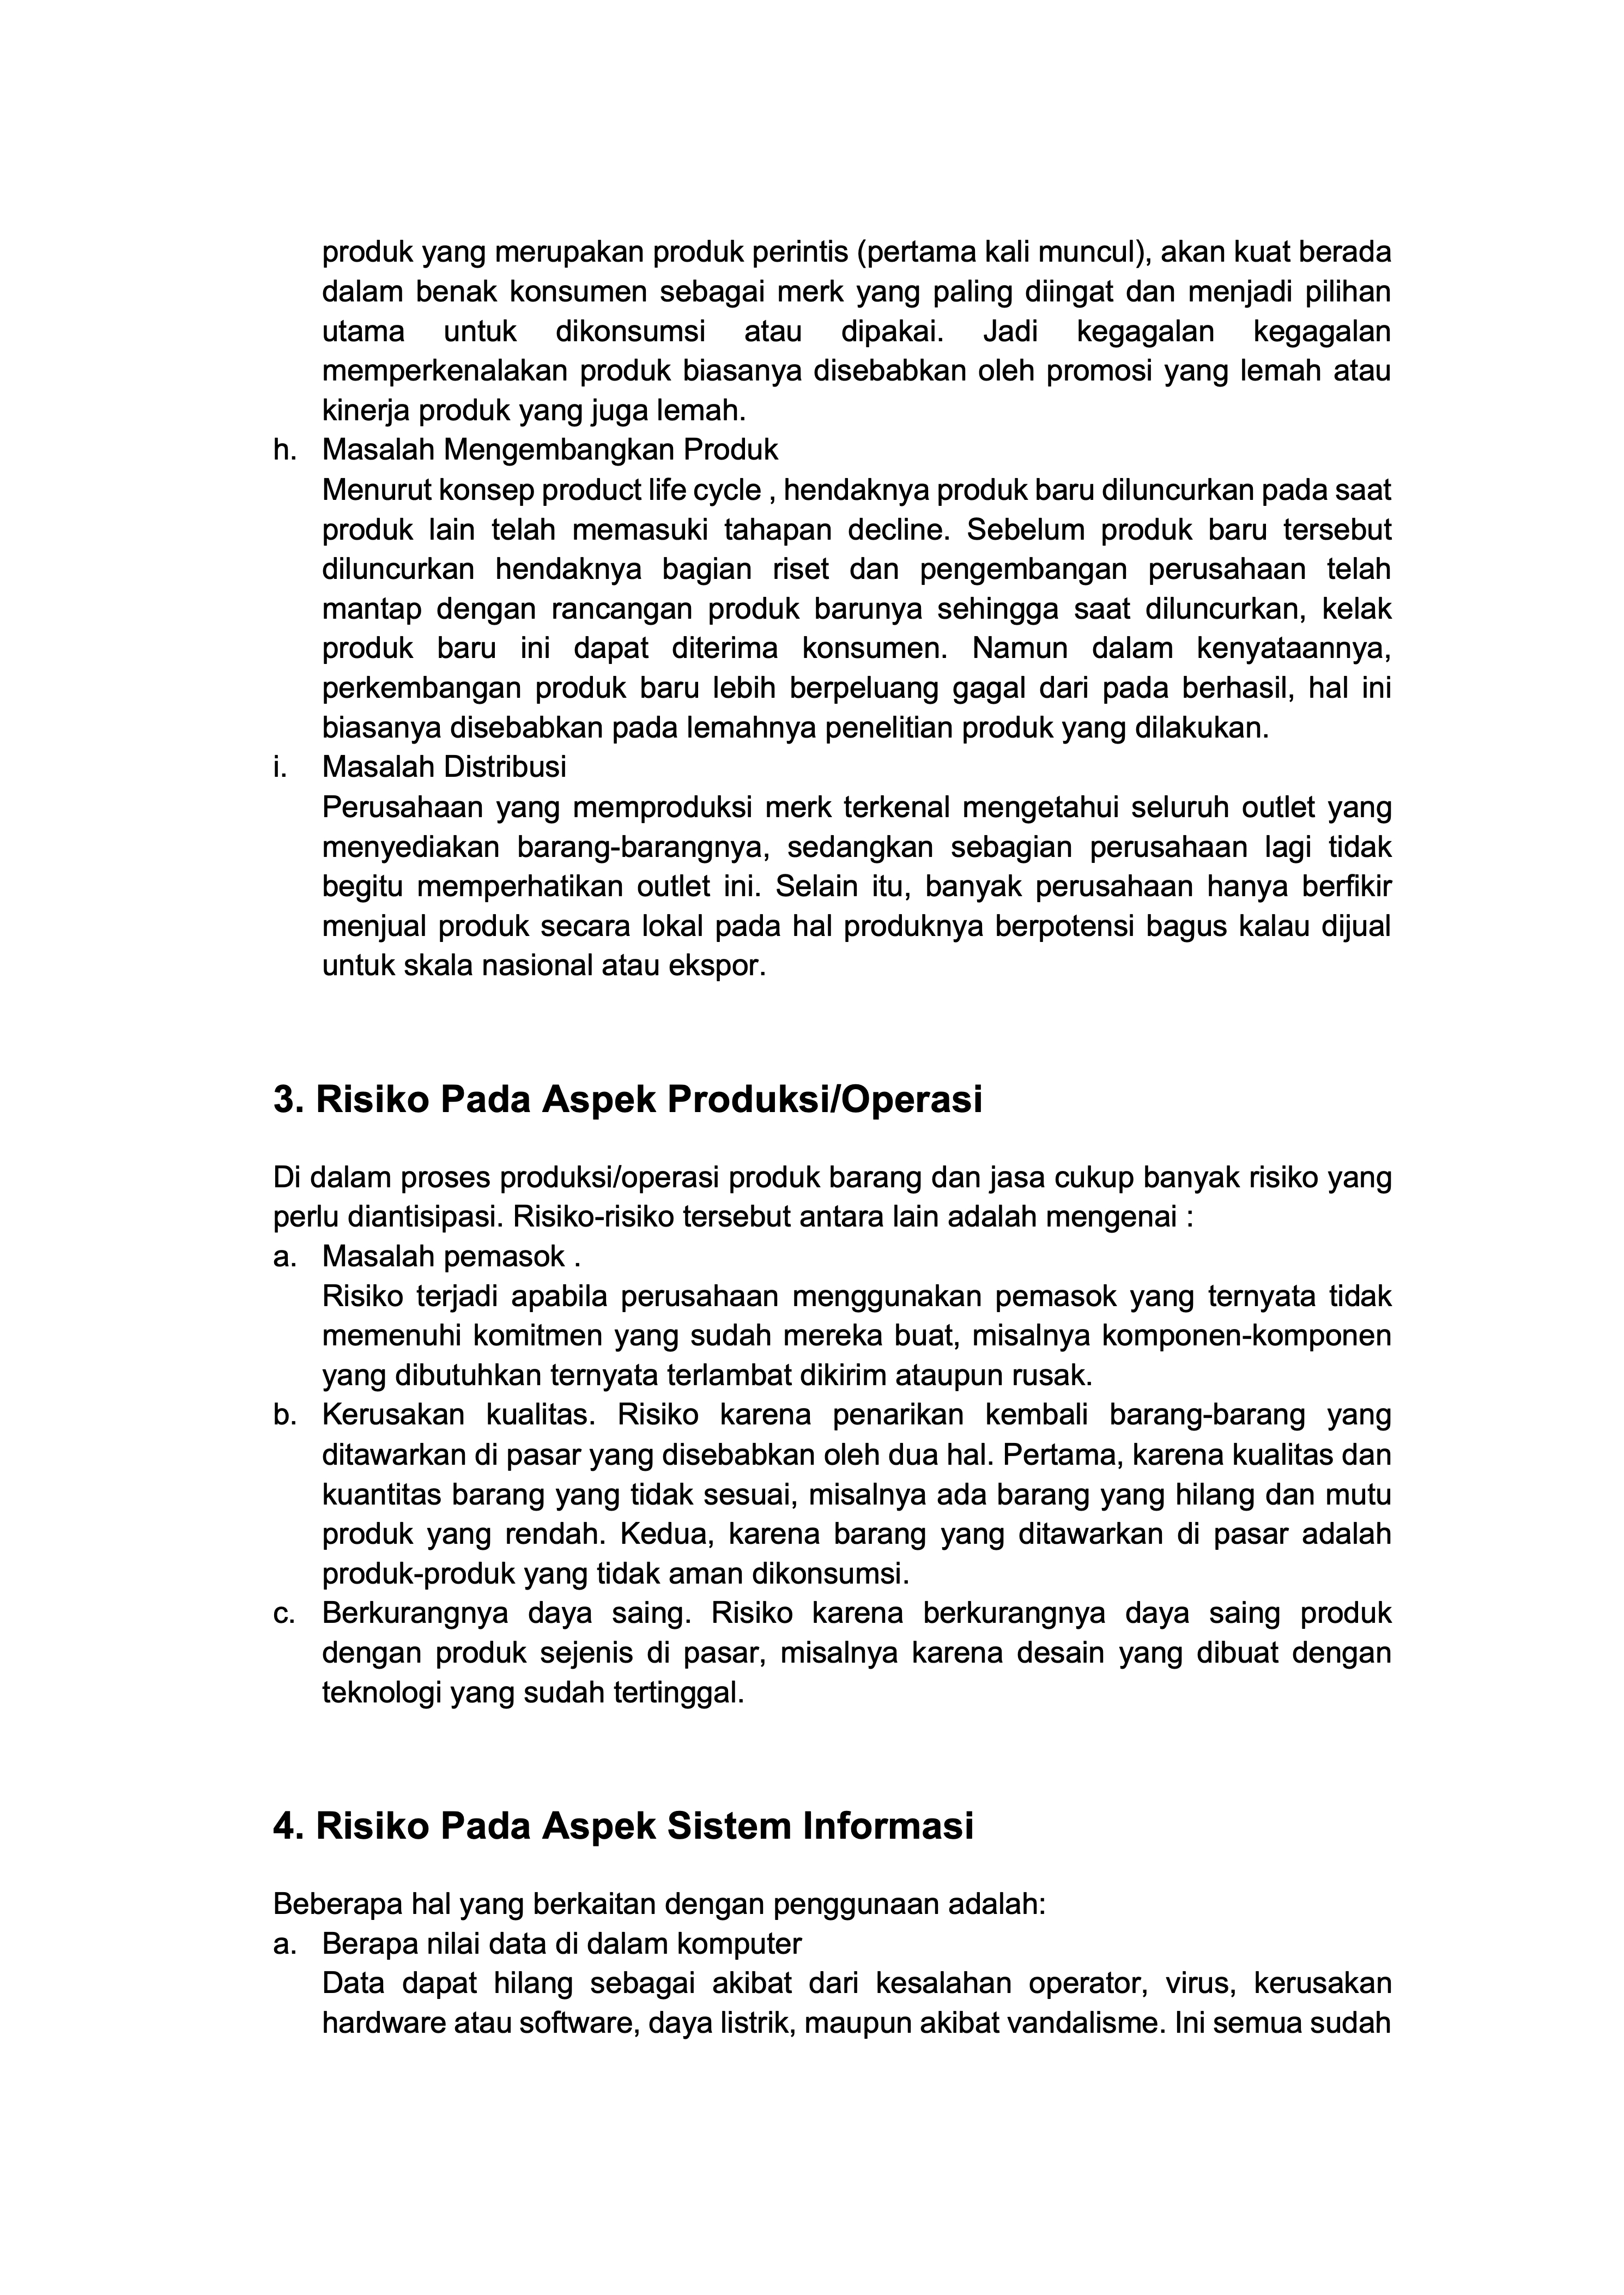 produk yang merupakan produk perintis (pertama kali muncul), akan kuat berada
dalam benak konsumen sebagai merk yang paling diingat dan menjadi pilihan
utama untuk dikonsumsi atau dipakai. Jadi kegagalan kegagalan
memperkenalakan produk biasanya disebabkan oleh promosi yang lemah atau
kinerja produk yang juga lemah.
h. Masalah Mengembangkan Produk
Menurut konsep product life cycle , hendaknya produk baru diluncurkan pada saat
produk lain telah memasuki tahapan decline. Sebelum produk baru tersebut
diluncurkan hendaknya bagian riset dan pengembangan perusahaan telah
mantap dengan rancangan produk barunya sehingga saat diluncurkan, kelak
produk baru ini dapat diterima konsumen. Namun dalam kenyataannya,
perkembangan produk baru lebih berpeluang gagal dari pada berhasil, hal ini
biasanya disebabkan pada lemahnya penelitian produk yang dilakukan.
i. Masalah Distribusi
Perusahaan yang memproduksi merk terkenal mengetahui seluruh outlet yang
menyediakan barang-barangnya, sedangkan sebagian perusahaan lagi tidak
begitu memperhatikan outlet ini. Selain itu, banyak perusahaan hanya berfikir
menjual produk secara lokal pada hal produknya berpotensi bagus kalau dijual
untuk skala nasional atau ekspor.
3. Risiko Pada Aspek Produksi/Operasi
Di dalam proses produksi/operasi produk barang dan jasa cukup banyak risiko yang
perlu diantisipasi. Risiko-risiko tersebut antara lain adalah mengenai :
a. Masalah pemasok .
Risiko terjadi apabila perusahaan menggunakan pemasok yang ternyata tidak
memenuhi komitmen yang sudah mereka buat, misalnya komponen-komponen
yang dibutuhkan ternyata terlambat dikirim ataupun rusak.
b. Kerusakan kualitas. Risiko karena penarikan kembali barang-barang yang
ditawarkan di pasar yang disebabkan oleh dua hal. Pertama, karena kualitas dan
kuantitas barang yang tidak sesuai, misalnya ada barang yang hilang dan mutu
produk yang rendah. Kedua, karena barang yang ditawarkan di pasar adalah
produk-produk yang tidak aman dikonsumsi.
c. Berkurangnya daya saing. Risiko karena berkurangnya daya saing produk
dengan produk sejenis di pasar, misalnya karena desain yang dibuat dengan
teknologi yang sudah tertinggal.
4. Risiko Pada Aspek Sistem Informasi
Beberapa hal yang berkaitan dengan penggunaan adalah:
a. Berapa nilai data di dalam komputer
Data dapat hilang sebagai akibat dari kesalahan operator, virus, kerusakan
hardware atau software, daya listrik, maupun akibat vandalisme. Ini semua sudah